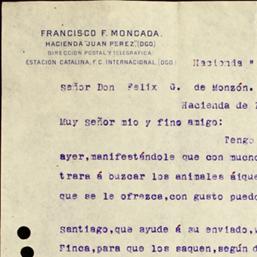 FRANCISCO F. MONCADA.
HACIENDA "JUAN PEREZ", (DGO)
DIRECCION POSTAL Y TELEGRAFICA
ESTACION CATALINA, F.C. INTERNACIONAL, (DGO)
Hacienda "
Señor Don Felix G. de Monzón.
Hacienda de
Muy señor mio y fino amigo:
Tengo
ayer,manifestándole que con mucho
trara á buscar los animales áique
que se le ofrezca,con gusto puedo
santiago,que ayude á su enviado,
Finca,para que los saquen,según d